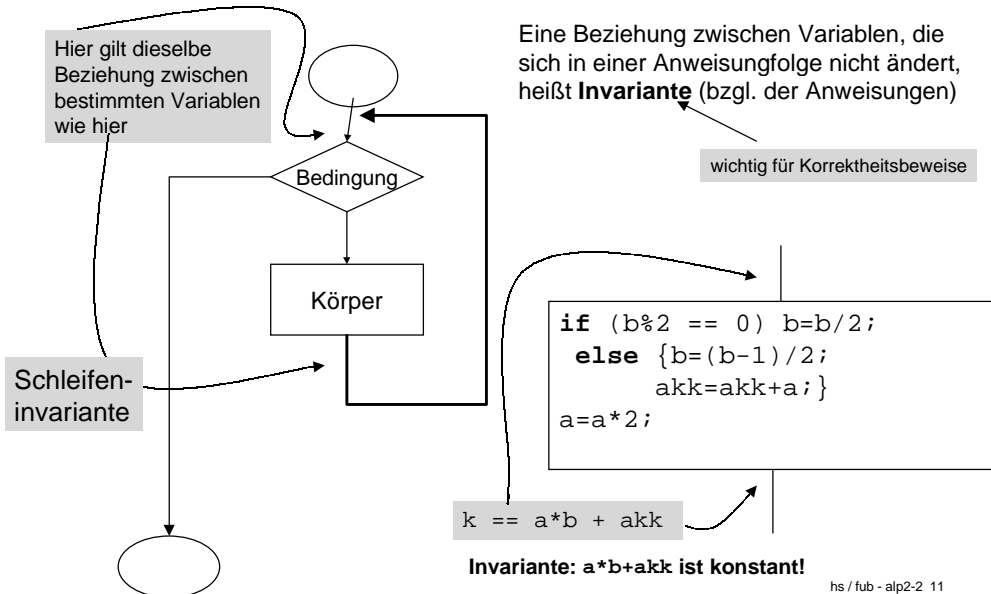 Hier gilt dieselbe
Beziehung zwischen
bestimmten Variablen
wie hier
Eine Beziehung zwischen Variablen, die
sich in einer Anweisungfolge nicht ändert,
heißt Invariante (bzgl. der Anweisungen)
wichtig für Korrektheitsbeweise
Bedingung
Körper
Schleifen-
invariante
if (b%2 == 0) b=b/2;
else {b=(b-1)/2;
akk=akk+a;}
a=a*2;
k == a*b + akk
Invariante: a*b+akk ist konstant!
hs / fub - alp2-2 11